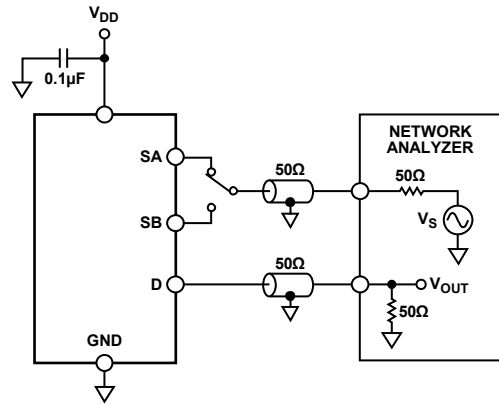 VDD
0.1µF
SA
SB
D
GND
50Ω
50Ω
NETWORK
ANALYZER
50Ω
VS
VOUT
50Ω